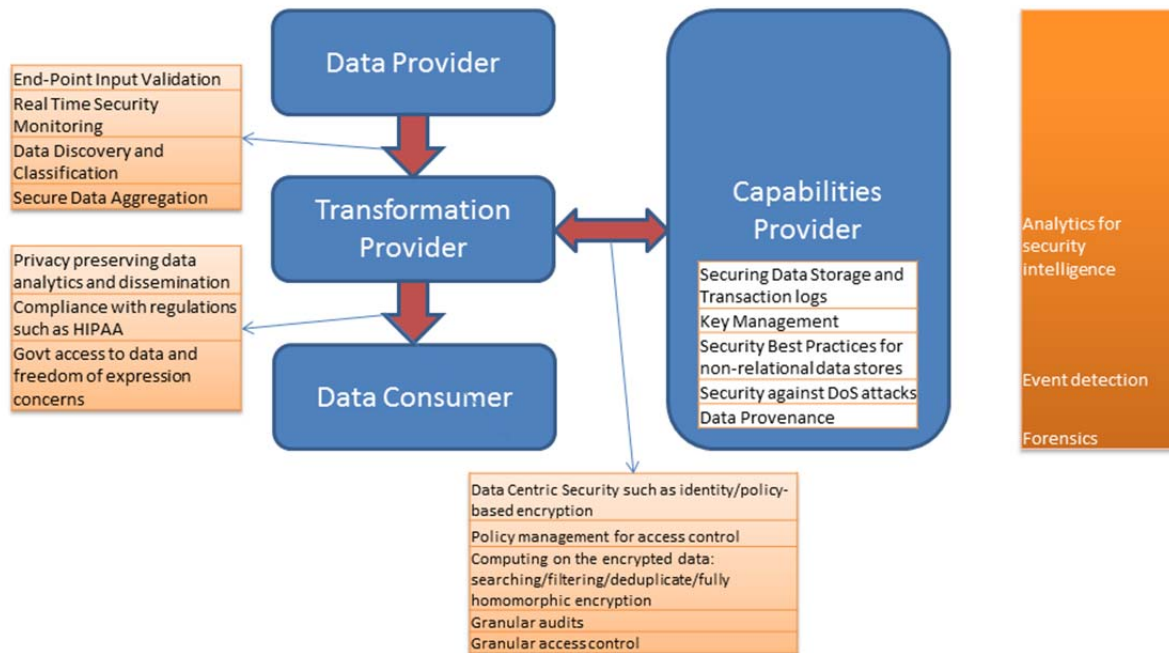 Data Provider
End-Point Input Validation
Real Time Security
Monitoring
Data Discovery and
Classification
Secure Data Aggregation
Transformation
Provider
Privacy preserving data
analytics and dissemination
Compliance with regulations
such as HIPAA
Govt access to data and
freedom of expression
concerns
Data Consumer
Capabilities
Provider
Securing Data Storage and
Transaction logs
Key Management
Security Best Practices for
non-relational data stores
Security against DoS attacks
Data Provenance
Data Centric Security such as identity/policy-
based encryption
Policy management for access control
Computing on the encrypted data:
searching/filtering/deduplicate/fully
homomorphic encryption
Granular audits
Granular access control
Analytics for
security
intelligence
Event detection
Forensics